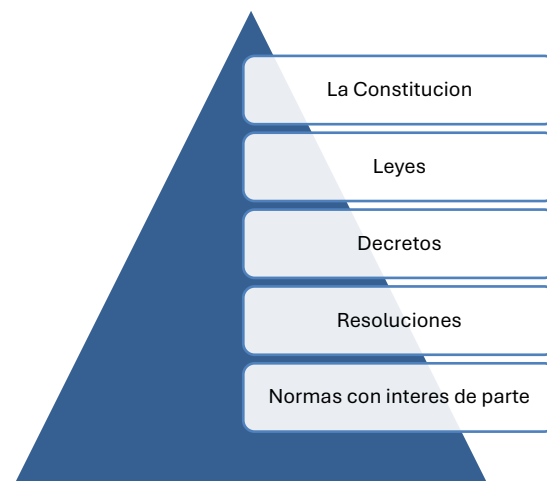 La Constitucion
Leyes
Decretos
Resoluciones
Normas con interes de parte